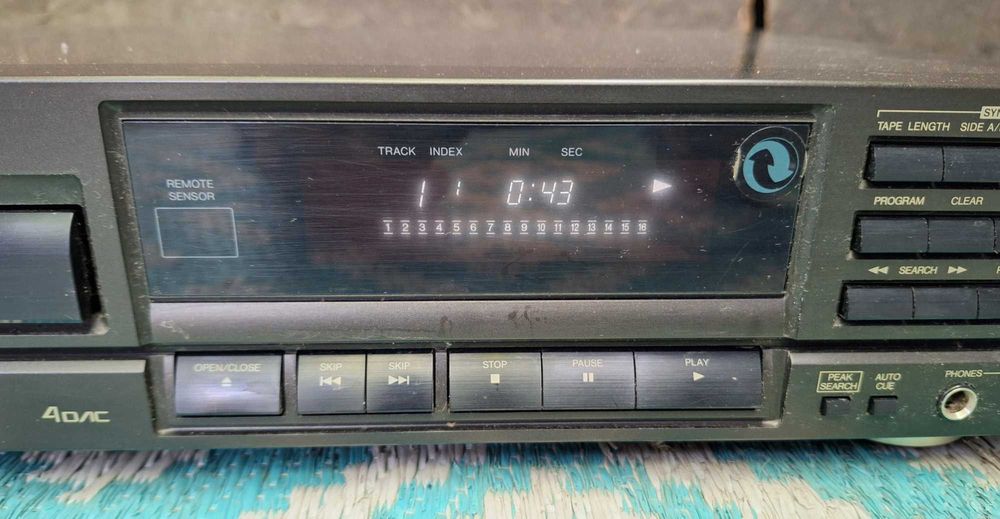 SYN
TAPE LENGTH SIDE A/
TRACK INDEX MIN SEC
REMOTE
SENSOR
1 1 0:43
PROGRAM CLEAR
1 2 3 4 5 6 7 8 9 10 11 12 13 14 15 16
SEARCH
OPEN/CLOSE
SKIP
SKIP
STOP
PAUSE
PLAY
PEAK
SEARCH
AUTO
CUE
PHONES
4DAC